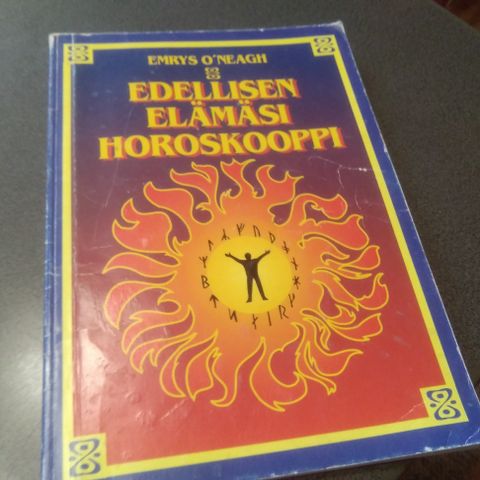 EMRYS O'NEAGH
EDELLISEN
ELÄMÄSI
HOROSKOOPPI